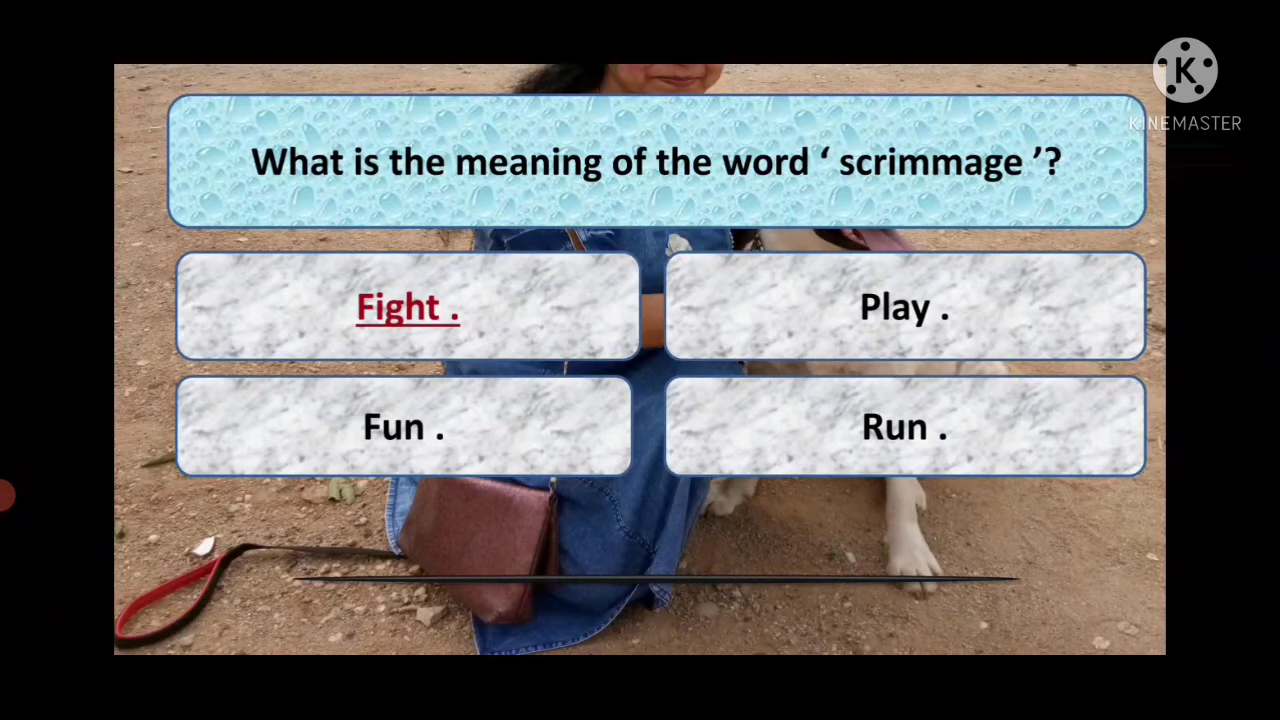 K
KINEMASTER
What is the meaning of the word ‘ scrimmage ’?
Fight .
Play .
Fun .
Run .